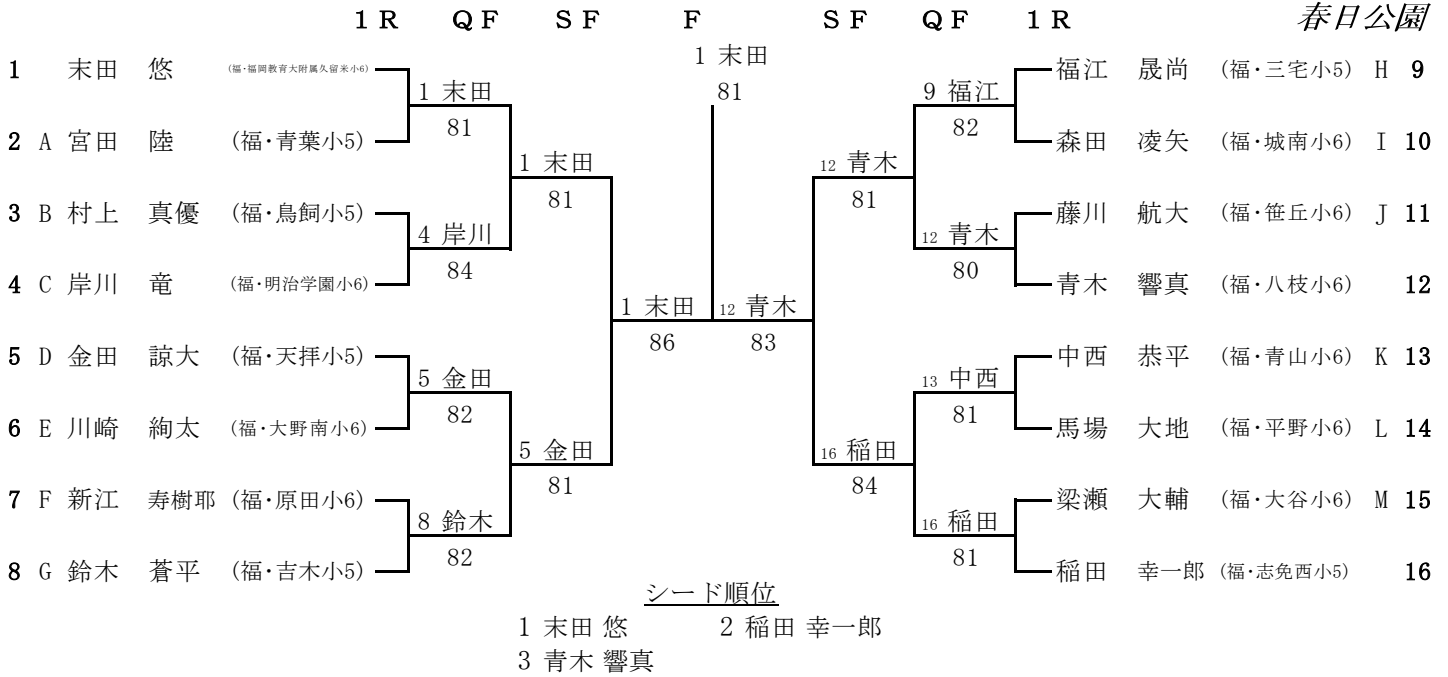 1R QF SF F SF QF 1R 春日公園
1 末田
81
1 末田 悠 (福・福岡教育大附属久留米小6)
1 末田
81
2 A 宮田 陸 (福・青葉小5)
1 末田
81
3 B 村上 真優 (福・鳥飼小5)
4 岸川
84
4 C 岸川 竜 (福・明治学園小6)
1 末田
86
5 D 金田 諒大 (福・天拝小5)
5 金田
82
6 E 川崎 絢太 (福・大野南小6)
5 金田
81
7 F 新江 寿樹耶 (福・原田小6)
8 鈴木
82
8 G 鈴木 蒼平 (福・吉木小5)
福江 晟尚 (福・三宅小5) H 9
9 福江
82
森田 凌矢 (福・城南小6) I 10
12 青木
81
藤川 航大 (福・笹丘小6) J 11
12 青木
80
青木 響真 (福・八枝小6) 12
12 青木
83
中西 恭平 (福・青山小6) K 13
13 中西
81
馬場 大地 (福・平野小6) L 14
16 稲田
84
梁瀬 大輔 (福・大谷小6) M 15
16 稲田
81
稲田 幸一郎 (福・志免西小5) 16
シード順位
1 末田 悠 2 稲田 幸一郎
3 青木 響真